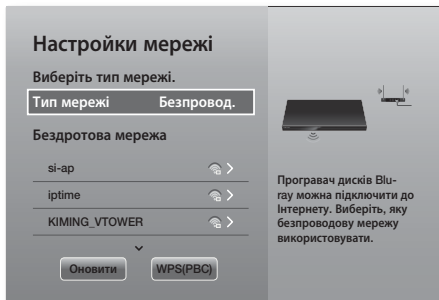 Настройки мережі
Виберіть тип мережі.
Тип мережі Безпровод.
Бездротова мережа
si-ap
iptime
KIMING_VTOWER
Оновити WPS(PBC)
Програвач дисків Blu-
ray можна підключити до
Інтернету. Виберіть, яку
безпроводову мережу
використовувати.